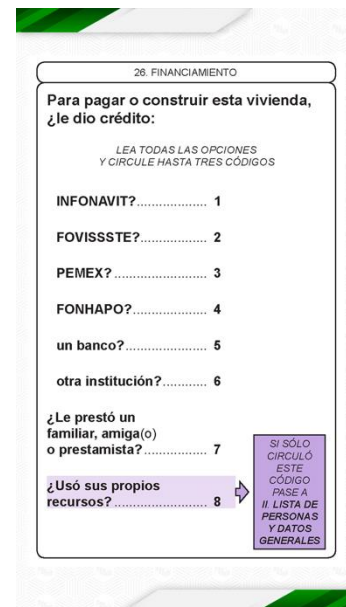 26. FINANCIAMIENTO
Para pagar o construir esta vivienda,
¿le dio crédito:
LEA TODAS LAS OPCIONES
Y CIRCULE HASTA TRES CÓDIGOS
INFONAVIT?................... 1
FOVISSSTE?.................. 2
PEMEX?........................ 3
FONHAPO?.................... 4
un banco?...................... 5
otra institución?............ 6
¿Le prestó un
familiar, amiga(o)
o prestamista?................. 7
¿Usó sus propios
recursos?........................ 8
SI SÓLO
CIRCULÓ
ESTE
CÓDIGO
PASE A
II. LISTA DE
PERSONAS
Y DATOS
GENERALES